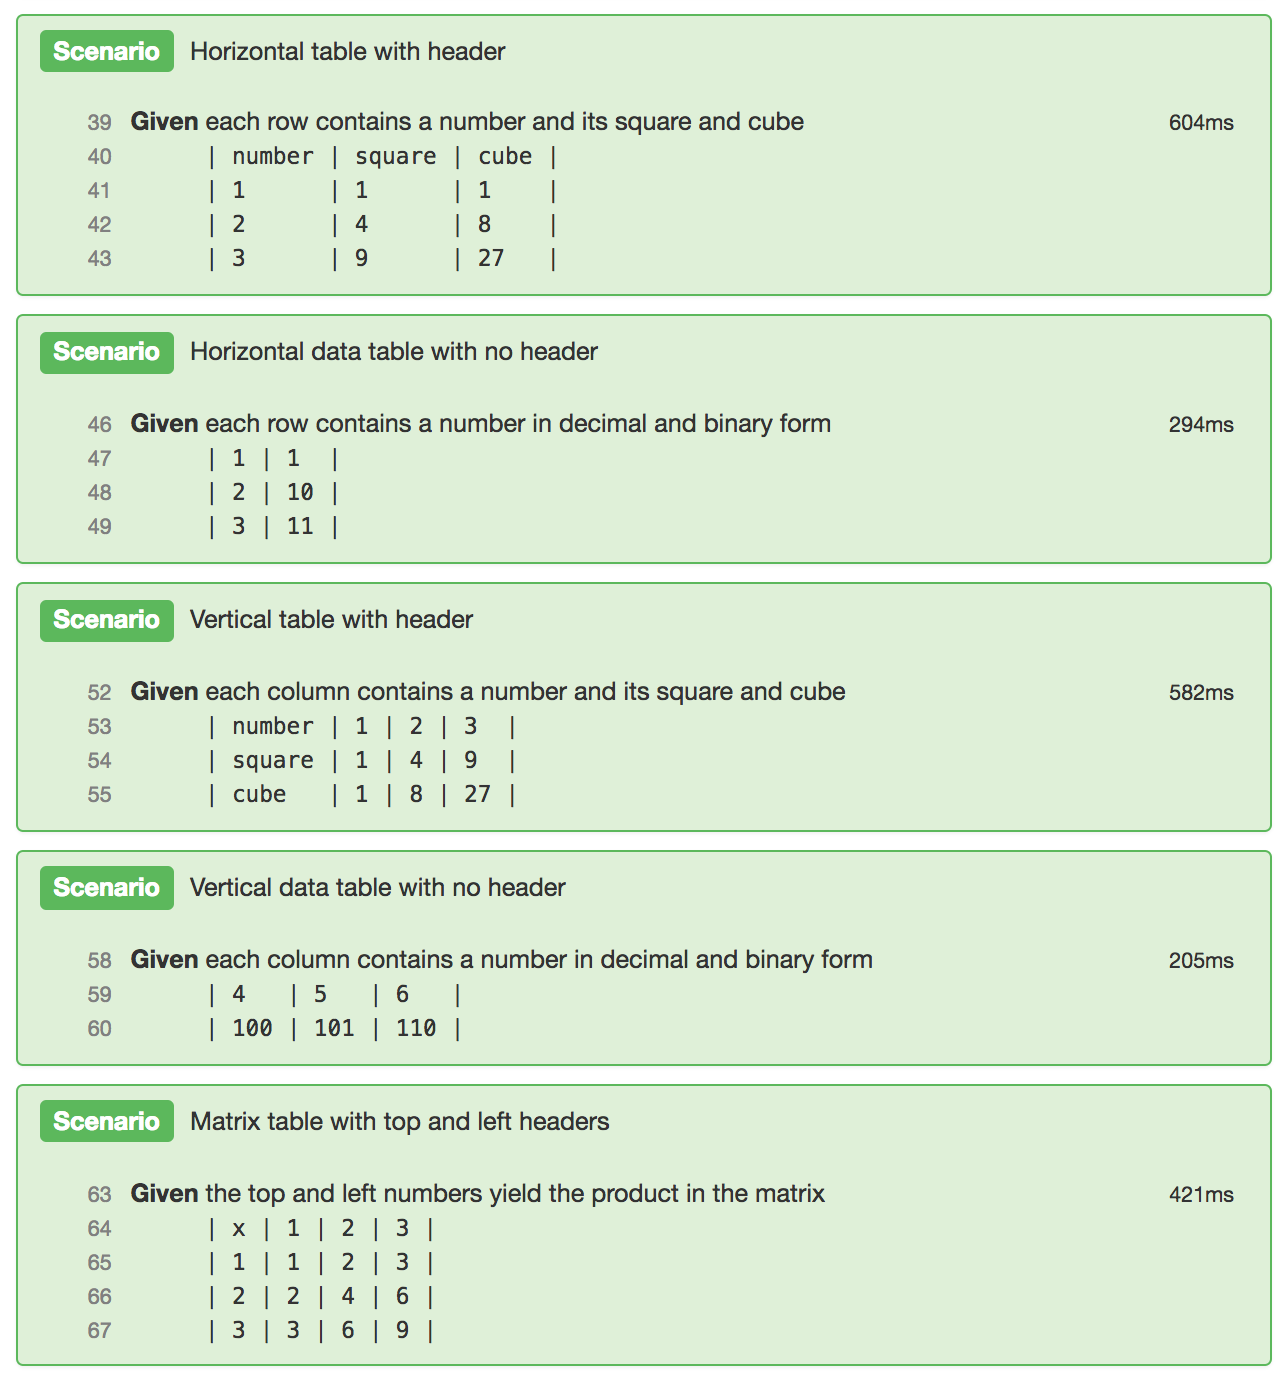 Scenario Horizontal table with header
39 Given each row contains a number and its square and cube 604ms
40 | number | square | cube |
41 | 1 | 1 | 1 |
42 | 2 | 4 | 8 |
43 | 3 | 9 | 27 |
Scenario Horizontal data table with no header
46 Given each row contains a number in decimal and binary form 294ms
47 | 1 | 1 |
48 | 2 | 10 |
49 | 3 | 11 |
Scenario Vertical table with header
52 Given each column contains a number and its square and cube 582ms
53 | number | 1 | 2 | 3 |
54 | square | 1 | 4 | 9 |
55 | cube | 1 | 8 | 27 |
Scenario Vertical data table with no header
58 Given each column contains a number in decimal and binary form 205ms
59 | 4 | 5 | 6 |
60 | 100 | 101 | 110 |
Scenario Matrix table with top and left headers
63 Given the top and left numbers yield the product in the matrix 421ms
64 | x | 1 | 2 | 3 |
65 | 1 | 1 | 2 | 3 |
66 | 2 | 2 | 4 | 6 |
67 | 3 | 3 | 6 | 9 |